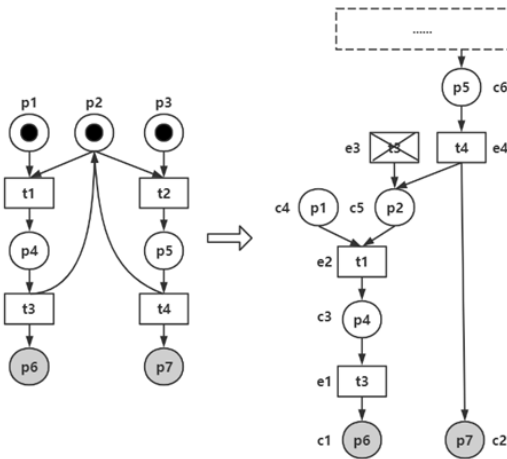 ......
p5 c6
p1 p2 p3
e3 t3 t4 e4
t1 t2
c4 p1 c5 p2
p4 p5
e2 t1
t3 t4
c3 p4
p6 p7
e1 t3
c1 p6 p7 c2